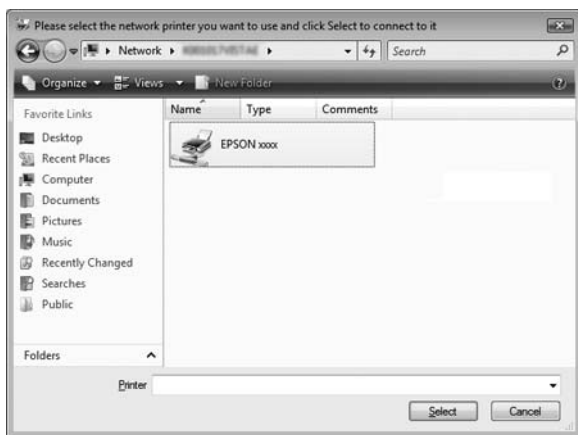 Please select the network printer you want to use and click Select to connect to it
Network
Search
Organize Views New Folder
Favorite Links
Desktop
Recent Places
Computer
Documents
Pictures
Music
Recently Changed
Searches
Public
Folders
Name Type Comments
EPSON xxxx
Printer
Select Cancel